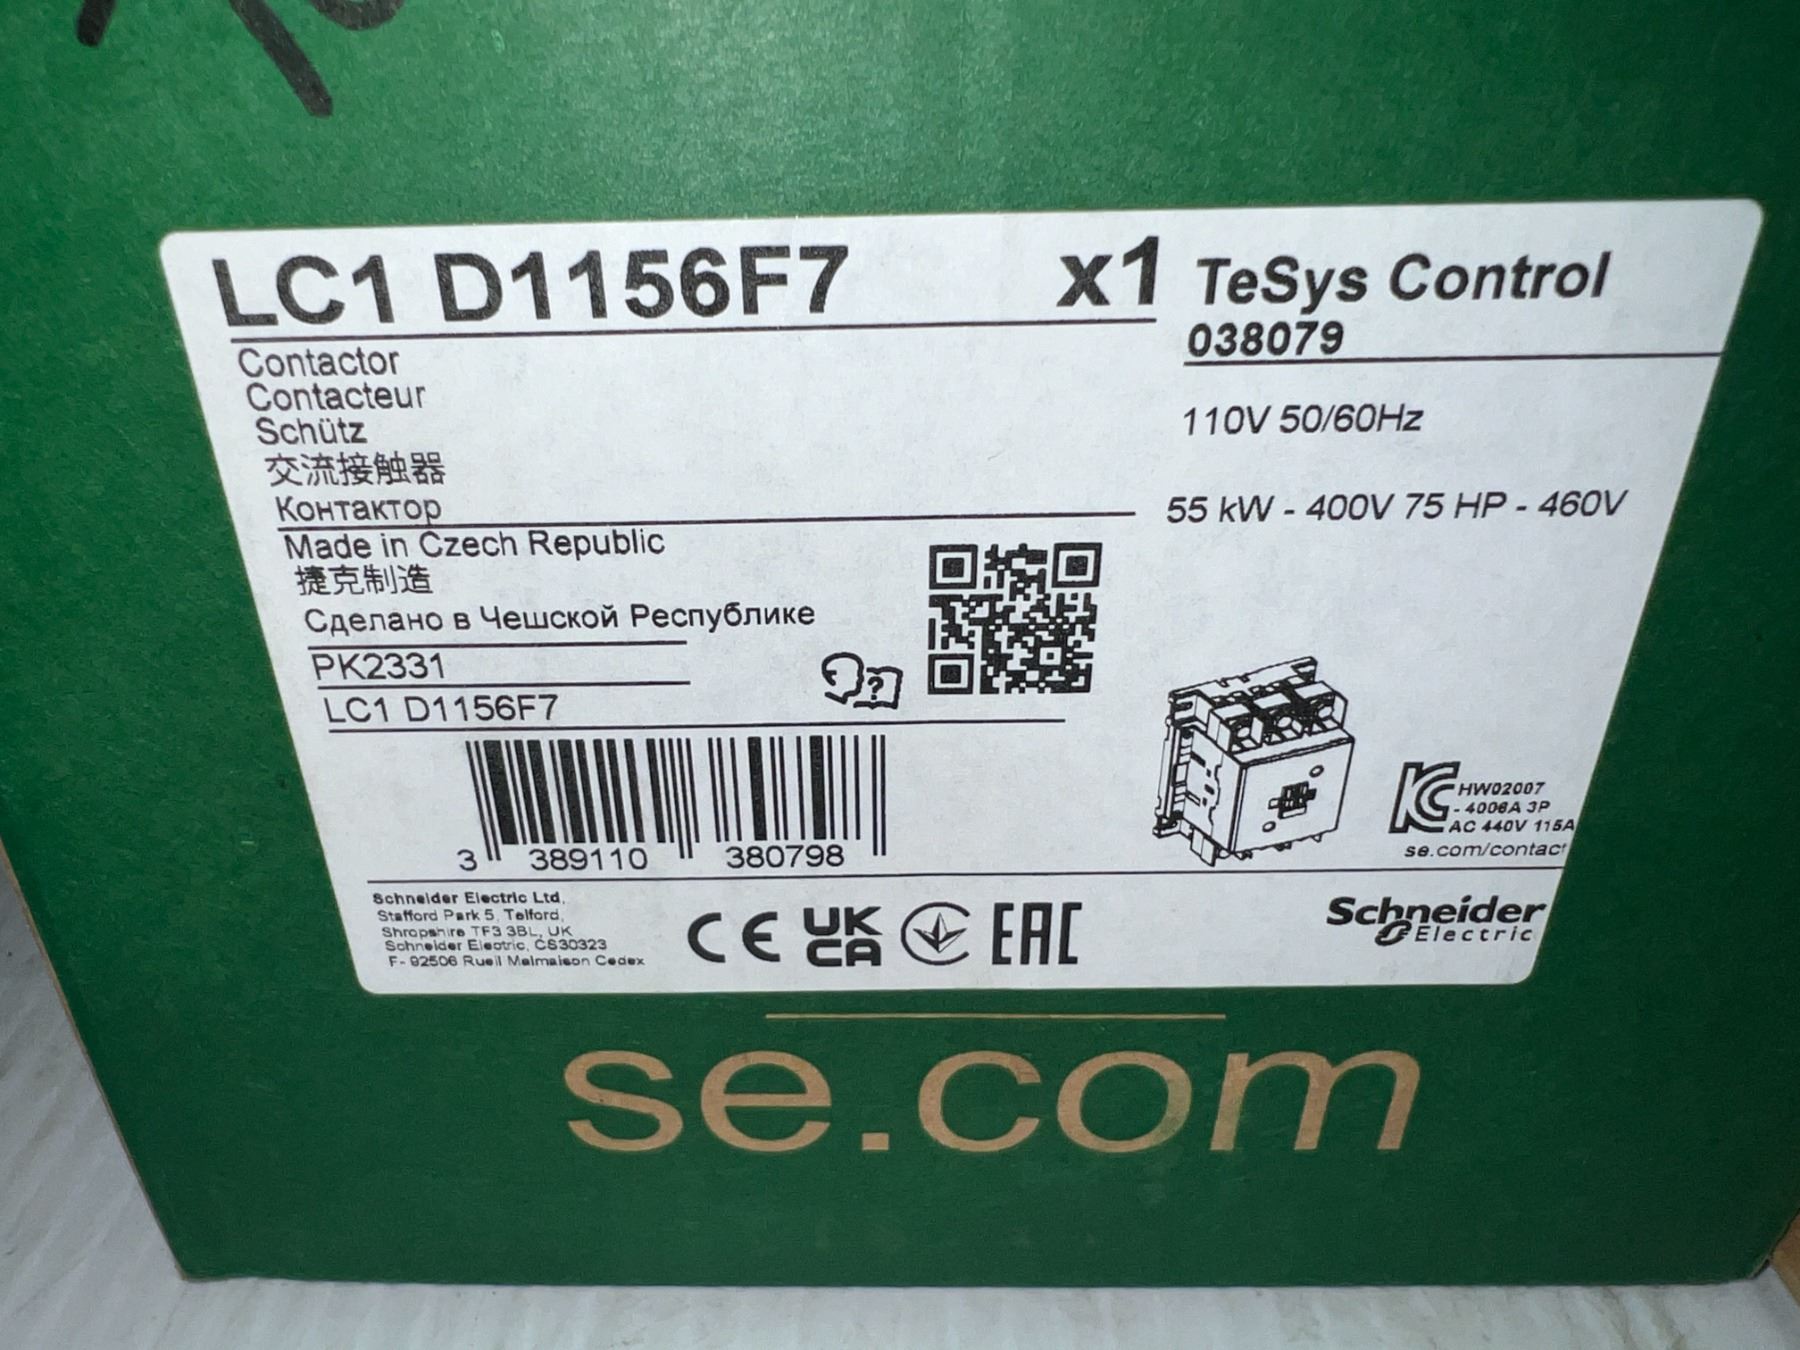 LC1 D1156F7 x1
TeSys Control
038079
Contactor
Contacteur
Schütz
交流接触器
Контактор
110V 50/60Hz
55 kW - 400V 75 HP - 460V
Made in Czech Republic
捷克制造
Сделано в Чешской Республике
PK2331
LC1 D1156F7
?
3 389110 380798
HW02007
- 4006A 3P
AC 440V 115A
se.com/contact
Schneider Electric Ltd,
Stafford Park 5, Telford,
Shropshire TF3 3BL, UK
Schneider Electric, CS30323
F- 92506 Rueil Malmaison Cedex
CE UK CA EAC
Schneider
Electric
se.com